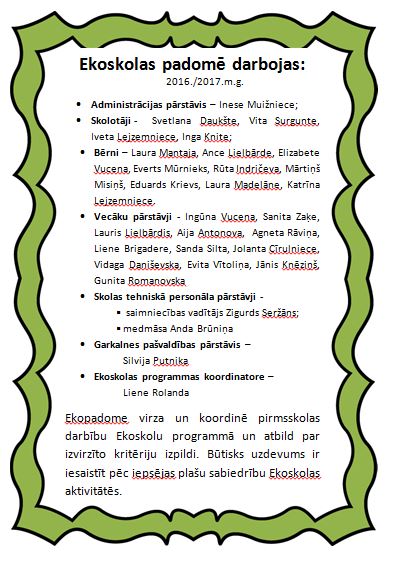 Ekoskolas padomē darbojas:
2016./2017.m.g.
• Administrācijas pārstāvis – Inese Muižniece;
• Skolotāji - Svetlana Daukšte, Vita Surgunte,
Iveta Lejzemniece, Inga Knite;
• Bērni – Laura Mantaja, Ance Lielbārde, Elizabete
Vucena, Everts Mūrnieks, Rūta Indričeva, Mārtiņš
Misiņš, Eduards Krievs, Laura Madelāne, Katrīna
Lejzemniece.
• Vecāku pārstāvji - Ingūna Vucena, Sanita Zaķe,
Lauris Lielbārdis, Aija Antonova, Agneta Rāviņa,
Liene Brigadere, Sanda Silta, Jolanta Cīrulniece,
Vidaga Daniševska, Evita Vītoliņa, Jānis Knēziņš,
Gunita Romanovska
• Skolas tehniskā personāla pārstāvji -
▪ saimniecības vadītājs Zigurds Seržāns;
▪ medmāsa Anda Brūniņa
• Garkalnes pašvaldības pārstāvis –
Silvija Putnika
• Ekoskolas programmas koordinatore –
Liene Rolanda
Ekopadome virza un koordinē pirmsskolas
darbību Ekoskolu programmā un atbild par
izvirzīto kritēriju izpildi. Būtisks uzdevums ir
iesaistīt pēc iepsējas plašu sabiedrību Ekoskolas
aktivitātēs.